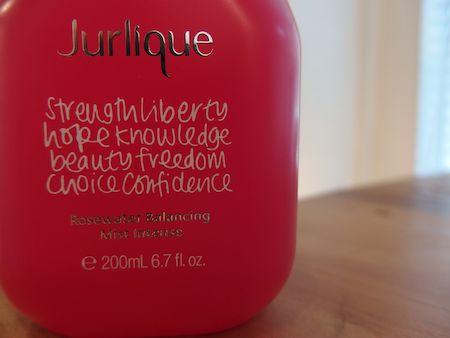 Jurlique
strength liberty
hope knowledge
beauty freedom
choice confidence
Rosewater Balancing
Mist Intense
℮ 200mL 6.7 fl. oz.